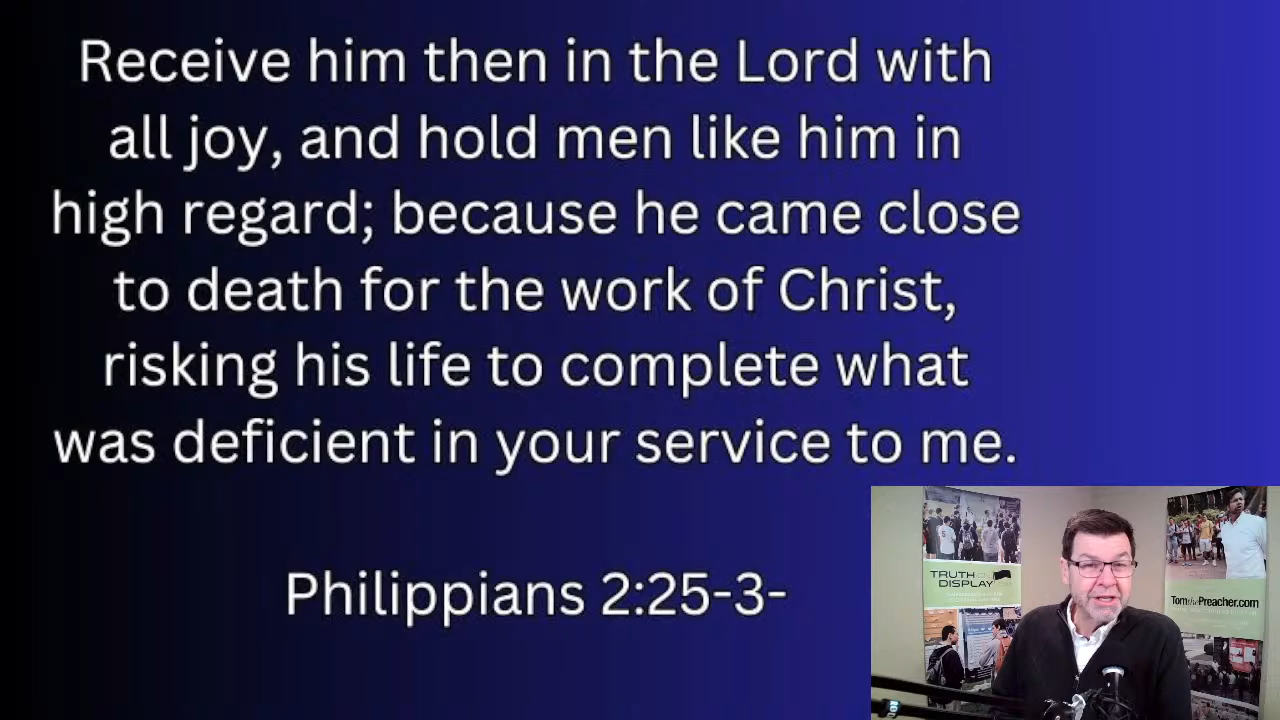 Receive him then in the Lord with
all joy, and hold men like him in
high regard; because he came close
to death for the work of Christ,
risking his life to complete what
was deficient in your service to me.
Philippians 2:25-3-
TRUTH ON
DISPLAY
TomthePreacher.com